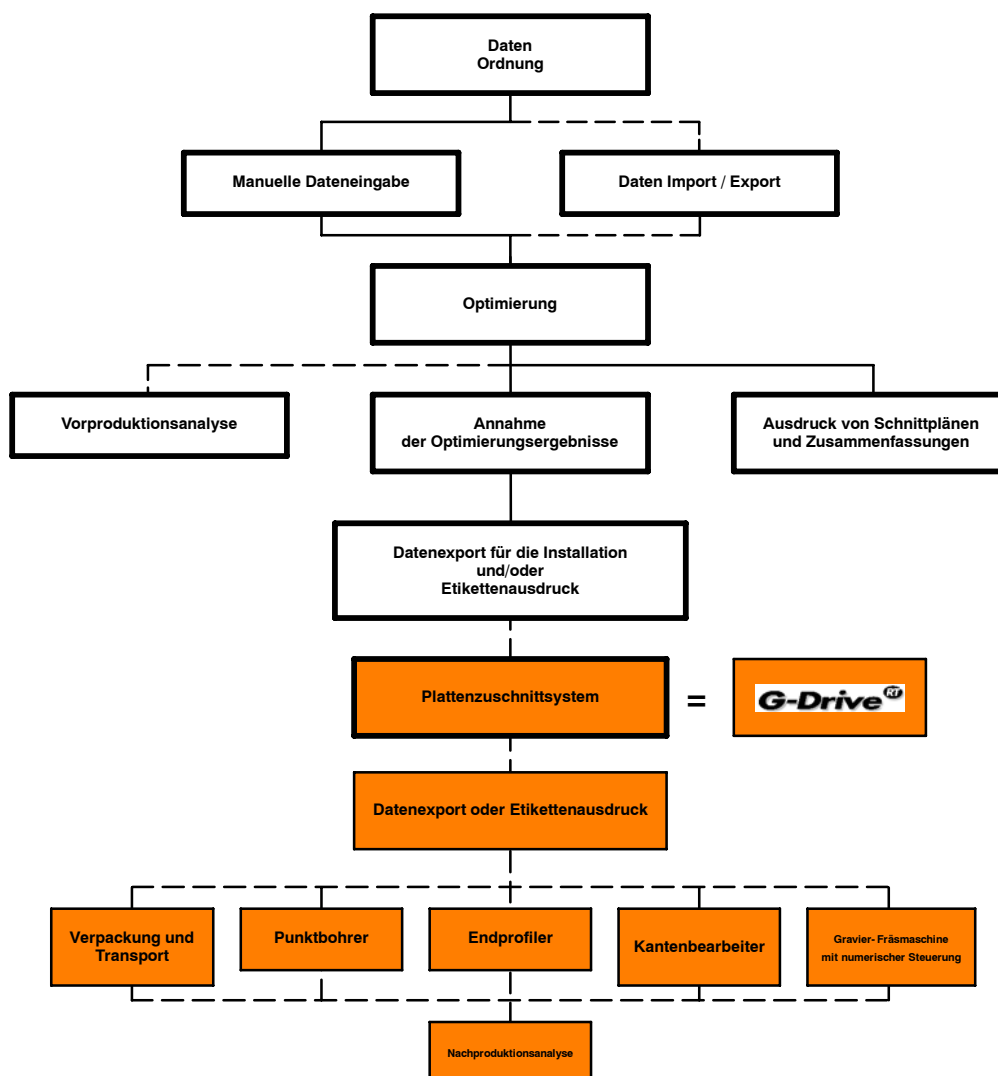 Daten
Ordnung
Manuelle Dateneingabe
Daten Import / Export
Optimierung
Vorproduktionsanalyse
Annahme
der Optimierungsergebnisse
Ausdruck von Schnittplänen
und Zusammenfassungen
Datenexport für die Installation
und/oder
Etikettenausdruck
Plattenzuschnittsystem
=
G-Drive RT
Datenexport oder Etikettenausdruck
Verpackung und
Transport
Punktbohrer
Endprofiler
Kantenbearbeiter
Gravier- Fräsmaschine
mit numerischer Steuerung
Nachproduktionsanalyse